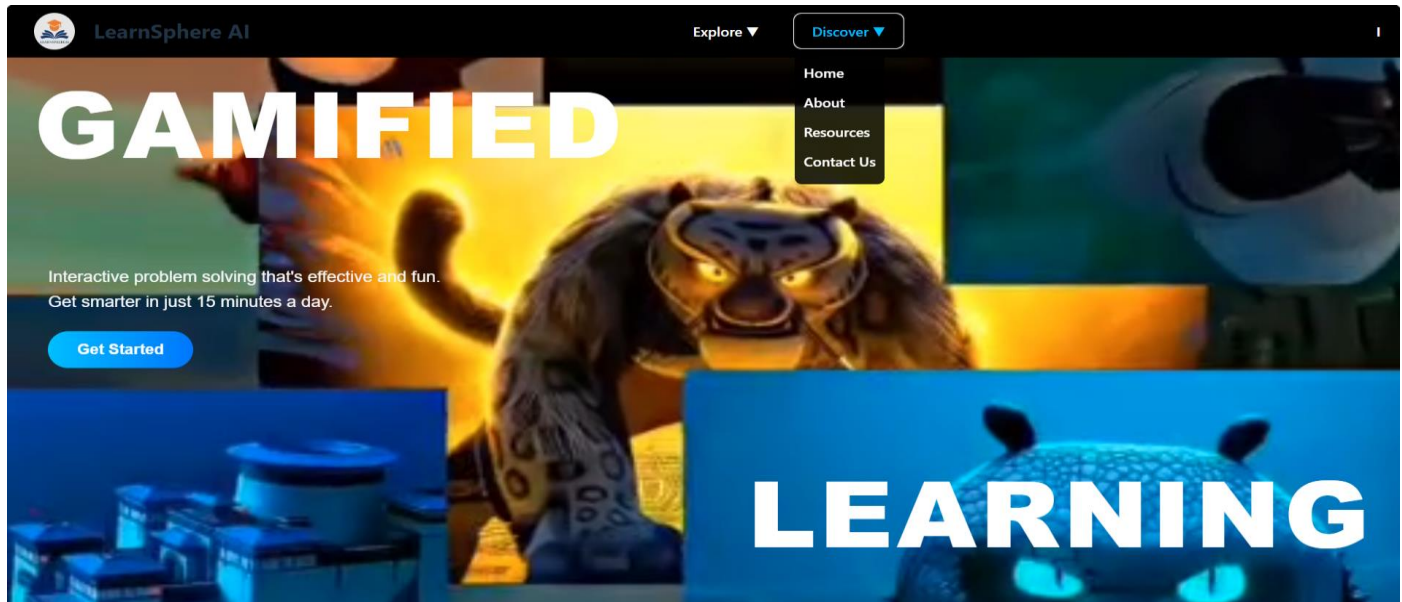 LearnSphere AI
Explore ▼
Discover ▼
I
Home
About
Resources
Contact Us
GAMIFIED
Interactive problem solving that's effective and fun.
Get smarter in just 15 minutes a day.
Get Started
LEARNING